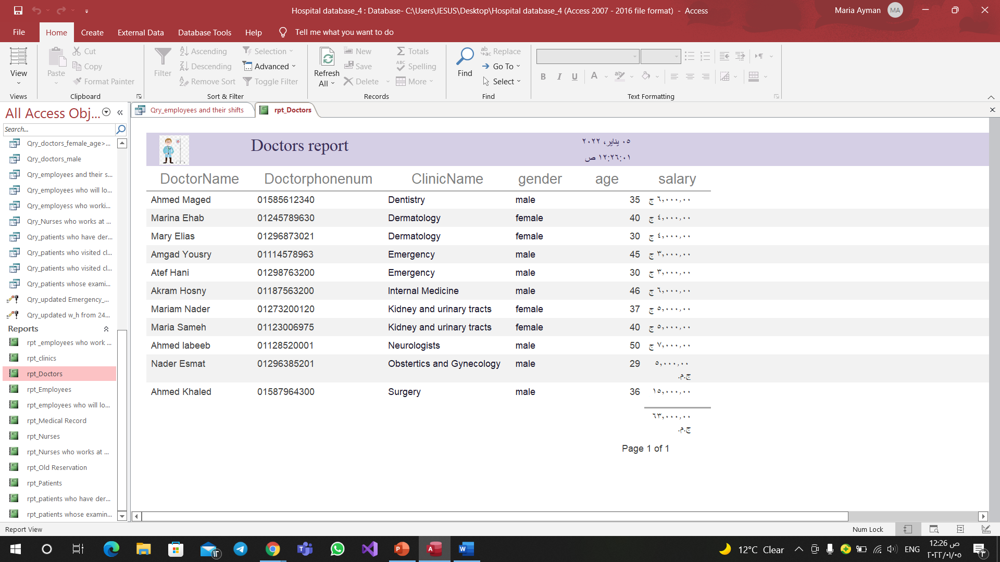 Hospital database_4 : Database- C:\Users\JESUS\Desktop\Hospital database_4 (Access 2007 - 2016 file format)  -  Access
Maria Ayman MA
File Home Create External Data Database Tools Help Tell me what you want to do
View
Views
Paste
Cut
Copy
Format Painter
Clipboard
Filter
Ascending
Descending
Remove Sort
Selection
Advanced
Toggle Filter
Sort & Filter
Refresh All
New
Save
Delete
Totals
Spelling
More
Records
Find
Replace
Go To
Select
Find
B I U A
Text Formatting
All Access Obj...
Search...
Qry_doctors_female_age>...
Qry_doctors_male
Qry_employees and their s...
Qry_employees who will lo...
Qry_employess who worki...
Qry_Nurses who works at ...
Qry_patients who have der...
Qry_patients who visited cl...
Qry_patients who visited cl...
Qry_patients whose exami...
Qry_updated Emergency_...
Qry_updated w_h from 24...
Reports
rpt _employees who work ...
rpt_clinics
rpt_Doctors
rpt_Employees
rpt_employees who will lo...
rpt_Medical Record
rpt_Nurses
rpt_Nurses who works at ...
rpt_Old Reservation
rpt_Patients
rpt_patients who have der...
rpt_patients whose examin...
Qry_employees and their shifts
rpt_Doctors
Doctors report
٠٥ يناير، ٢٠٢٢
١٢:٢٦:٠١ ص
DoctorName Doctorphonenum ClinicName gender age salary
Ahmed Maged 01585612340 Dentistry male 35 ٦,٠٠٠,٠٠ ج
Marina Ehab 01245789630 Dermatology female 40 ٤,٠٠٠,٠٠ ج
Mary Elias 01296873021 Dermatology female 30 ٤,٠٠٠,٠٠ ج
Amgad Yousry 01114578963 Emergency male 45 ٣,٠٠٠,٠٠ ج
Atef Hani 01298763200 Emergency male 30 ٣,٠٠٠,٠٠ ج
Akram Hosny 01187563200 Internal Medicine male 46 ٦,٠٠٠,٠٠ ج
Mariam Nader 01273200120 Kidney and urinary tracts female 37 ٥,٠٠٠,٠٠ ج
Maria Sameh 01123006975 Kidney and urinary tracts female 40 ٥,٠٠٠,٠٠ ج
Ahmed labeeb 01128520001 Neurologists male 50 ٧,٠٠٠,٠٠ ج
Nader Esmat 01296385201 Obstertics and Gynecology male 29 ٥,٠٠٠,٠٠
ج.م.
Ahmed Khaled 01587964300 Surgery male 36 ١٥,٠٠٠,٠٠
٦٣,٠٠٠,٠٠
ج.م.
Page 1 of 1
Report View
Num Lock
12°C Clear
ENG
12:26 ص
٢٠٢٢/٠١/٠٥